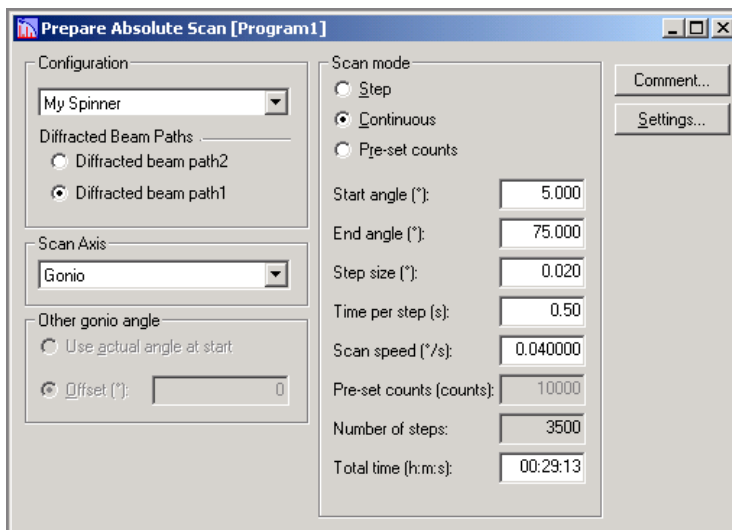 Prepare Absolute Scan [Program1]
Configuration
My Spinner
Diffracted Beam Paths
Diffracted beam path2
Diffracted beam path1
Scan Axis
Gonio
Other gonio angle
Use actual angle at start
Offset (°): 0
Scan mode
Step
Continuous
Pre-set counts
Start angle (°): 5.000
End angle (°): 75.000
Step size (°): 0.020
Time per step (s): 0.50
Scan speed (°/s): 0.040000
Pre-set counts (counts): 10000
Number of steps: 3500
Total time (h:m:s): 00:29:13
Comment...
Settings...